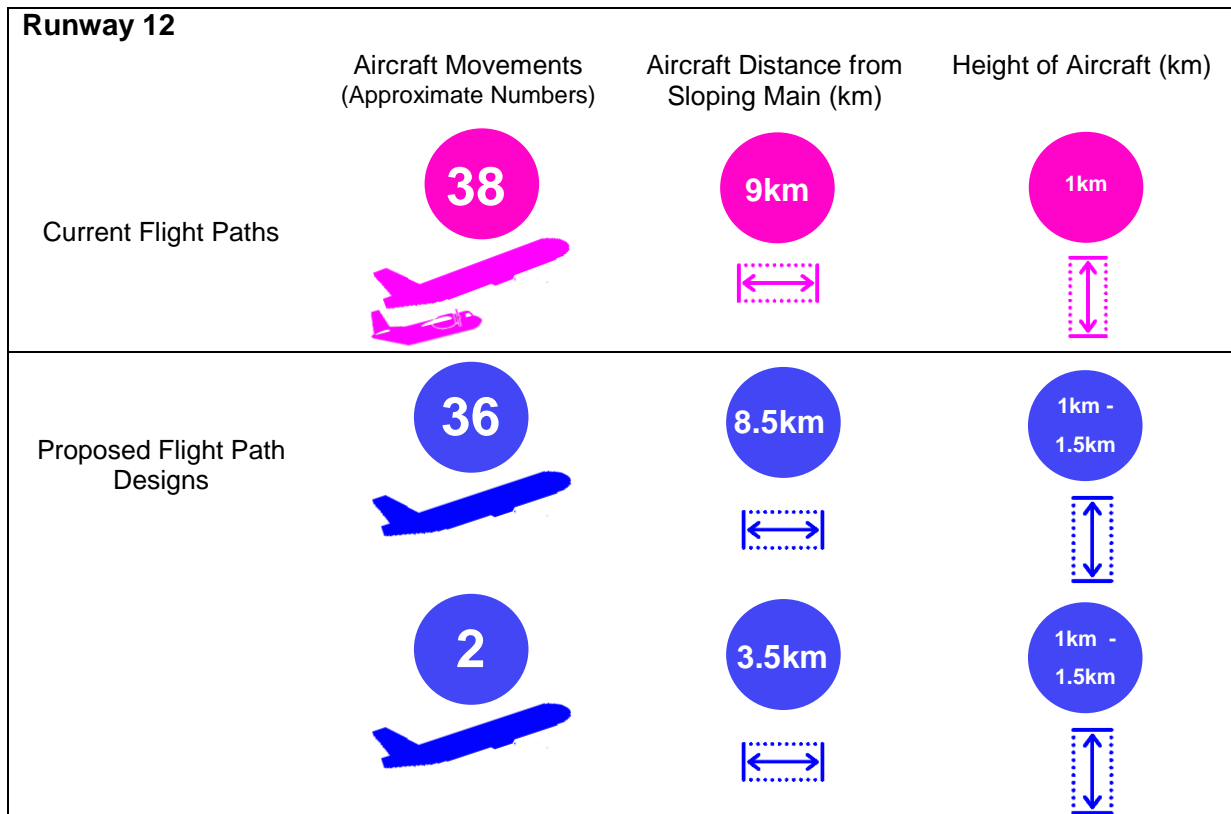 Runway 12
Aircraft Movements
(Approximate Numbers)
Aircraft Distance from
Sloping Main (km)
Height of Aircraft (km)
Current Flight Paths
38
9km
1km
Proposed Flight Path
Designs
36
8.5km
1km -
1.5km
2
3.5km
1km -
1.5km